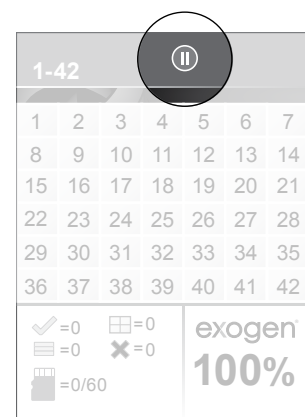 1-42
1 2 3 4 5 6 7
8 9 10 11 12 13 14
15 16 17 18 19 20 21
22 23 24 25 26 27 28
29 30 31 32 33 34 35
36 37 38 39 40 41 42
=0 =0
=0 =0
=0/60
exogen
100%